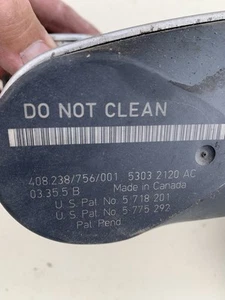 DO NOT CLEAN
408.238/756/001 5303 2120 AC
03.35.5 B Made in Canada
U.S. Pat. No. 5 718 201
U.S. Pat. No. 5 775 292
Pat. Pend.